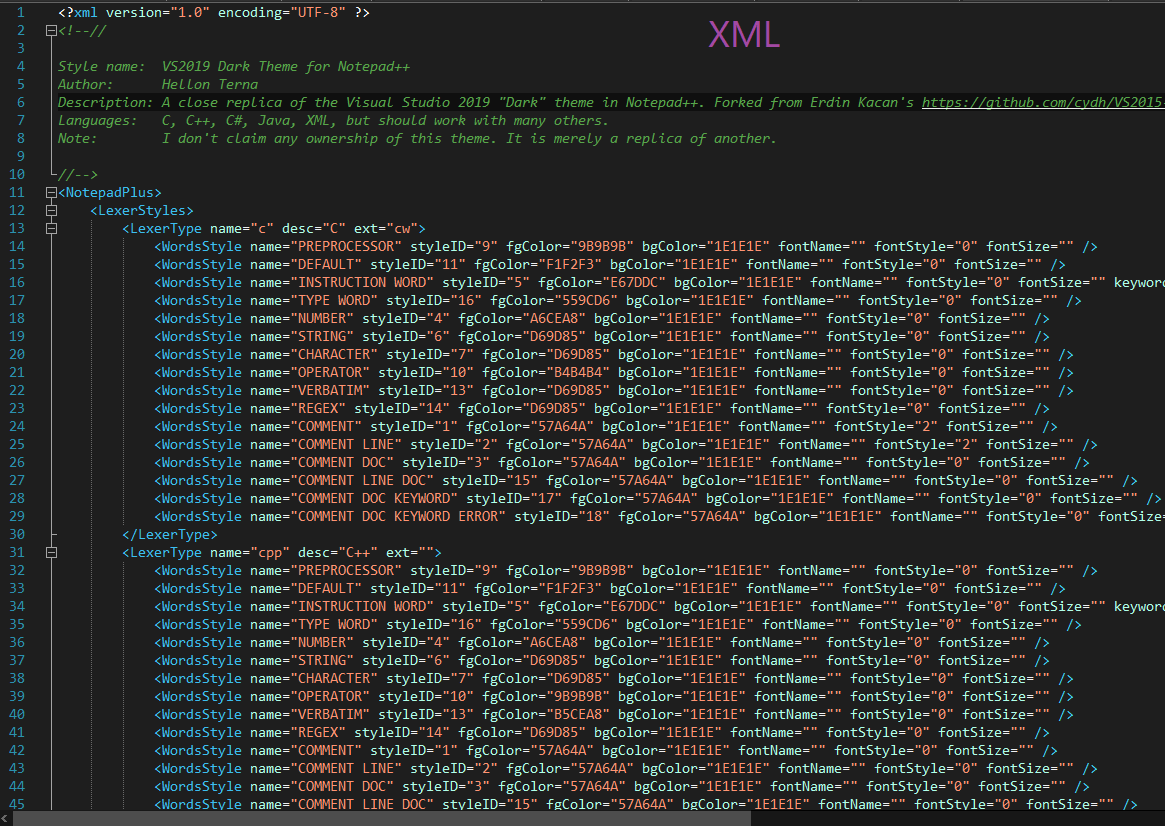 XML
1 <?xml version="1.0" encoding="UTF-8" ?>
2 <!--//
3
4 Style name: VS2019 Dark Theme for Notepad++
5 Author: Hellon Terna
6 Description: A close replica of the Visual Studio 2019 "Dark" theme in Notepad++. Forked from Erdin Kacan's https://github.com/cydh/VS2015-
7 Languages: C, C++, C#, Java, XML, but should work with many others.
8 Note: I don't claim any ownership of this theme. It is merely a replica of another.
9
10 //-->
11 <NotepadPlus>
12 <LexerStyles>
13 <LexerType name="c" desc="C" ext="cw">
14 <WordsStyle name="PREPROCESSOR" styleID="9" fgColor="9B9B9B" bgColor="1E1E1E" fontName="" fontStyle="0" fontSize="" />
15 <WordsStyle name="DEFAULT" styleID="11" fgColor="F1F2F3" bgColor="1E1E1E" fontName="" fontStyle="0" fontSize="" />
16 <WordsStyle name="INSTRUCTION WORD" styleID="5" fgColor="E67DDC" bgColor="1E1E1E" fontName="" fontStyle="0" fontSize="" keyword
17 <WordsStyle name="TYPE WORD" styleID="16" fgColor="559CD6" bgColor="1E1E1E" fontName="" fontStyle="0" fontSize="" />
18 <WordsStyle name="NUMBER" styleID="4" fgColor="A6CEA8" bgColor="1E1E1E" fontName="" fontStyle="0" fontSize="" />
19 <WordsStyle name="STRING" styleID="6" fgColor="D69D85" bgColor="1E1E1E" fontName="" fontStyle="0" fontSize="" />
20 <WordsStyle name="CHARACTER" styleID="7" fgColor="D69D85" bgColor="1E1E1E" fontName="" fontStyle="0" fontSize="" />
21 <WordsStyle name="OPERATOR" styleID="10" fgColor="B4B4B4" bgColor="1E1E1E" fontName="" fontStyle="0" fontSize="" />
22 <WordsStyle name="VERBATIM" styleID="13" fgColor="D69D85" bgColor="1E1E1E" fontName="" fontStyle="0" fontSize="" />
23 <WordsStyle name="REGEX" styleID="14" fgColor="D69D85" bgColor="1E1E1E" fontName="" fontStyle="0" fontSize="" />
24 <WordsStyle name="COMMENT" styleID="1" fgColor="57A64A" bgColor="1E1E1E" fontName="" fontStyle="2" fontSize="" />
25 <WordsStyle name="COMMENT LINE" styleID="2" fgColor="57A64A" bgColor="1E1E1E" fontName="" fontStyle="2" fontSize="" />
26 <WordsStyle name="COMMENT DOC" styleID="3" fgColor="57A64A" bgColor="1E1E1E" fontName="" fontStyle="0" fontSize="" />
27 <WordsStyle name="COMMENT LINE DOC" styleID="15" fgColor="57A64A" bgColor="1E1E1E" fontName="" fontStyle="0" fontSize="" />
28 <WordsStyle name="COMMENT DOC KEYWORD" styleID="17" fgColor="57A64A" bgColor="1E1E1E" fontName="" fontStyle="0" fontSize="" />
29 <WordsStyle name="COMMENT DOC KEYWORD ERROR" styleID="18" fgColor="57A64A" bgColor="1E1E1E" fontName="" fontStyle="0" fontSize=
30 </LexerType>
31 <LexerType name="cpp" desc="C++" ext="">
32 <WordsStyle name="PREPROCESSOR" styleID="9" fgColor="9B9B9B" bgColor="1E1E1E" fontName="" fontStyle="0" fontSize="" />
33 <WordsStyle name="DEFAULT" styleID="11" fgColor="F1F2F3" bgColor="1E1E1E" fontName="" fontStyle="0" fontSize="" />
34 <WordsStyle name="INSTRUCTION WORD" styleID="5" fgColor="E67DDC" bgColor="1E1E1E" fontName="" fontStyle="0" fontSize="" keyword
35 <WordsStyle name="TYPE WORD" styleID="16" fgColor="559CD6" bgColor="1E1E1E" fontName="" fontStyle="0" fontSize="" />
36 <WordsStyle name="NUMBER" styleID="4" fgColor="A6CEA8" bgColor="1E1E1E" fontName="" fontStyle="0" fontSize="" />
37 <WordsStyle name="STRING" styleID="6" fgColor="D69D85" bgColor="1E1E1E" fontName="" fontStyle="0" fontSize="" />
38 <WordsStyle name="CHARACTER" styleID="7" fgColor="D69D85" bgColor="1E1E1E" fontName="" fontStyle="0" fontSize="" />
39 <WordsStyle name="OPERATOR" styleID="10" fgColor="9B9B9B" bgColor="1E1E1E" fontName="" fontStyle="0" fontSize="" />
40 <WordsStyle name="VERBATIM" styleID="13" fgColor="B5CEA8" bgColor="1E1E1E" fontName="" fontStyle="0" fontSize="" />
41 <WordsStyle name="REGEX" styleID="14" fgColor="D69D85" bgColor="1E1E1E" fontName="" fontStyle="0" fontSize="" />
42 <WordsStyle name="COMMENT" styleID="1" fgColor="57A64A" bgColor="1E1E1E" fontName="" fontStyle="0" fontSize="" />
43 <WordsStyle name="COMMENT LINE" styleID="2" fgColor="57A64A" bgColor="1E1E1E" fontName="" fontStyle="0" fontSize="" />
44 <WordsStyle name="COMMENT DOC" styleID="3" fgColor="57A64A" bgColor="1E1E1E" fontName="" fontStyle="0" fontSize="" />
45 <WordsStyle name="COMMENT LINE DOC" styleID="15" fgColor="57A64A" bgColor="1E1E1E" fontName="" fontStyle="0" fontSize="" />